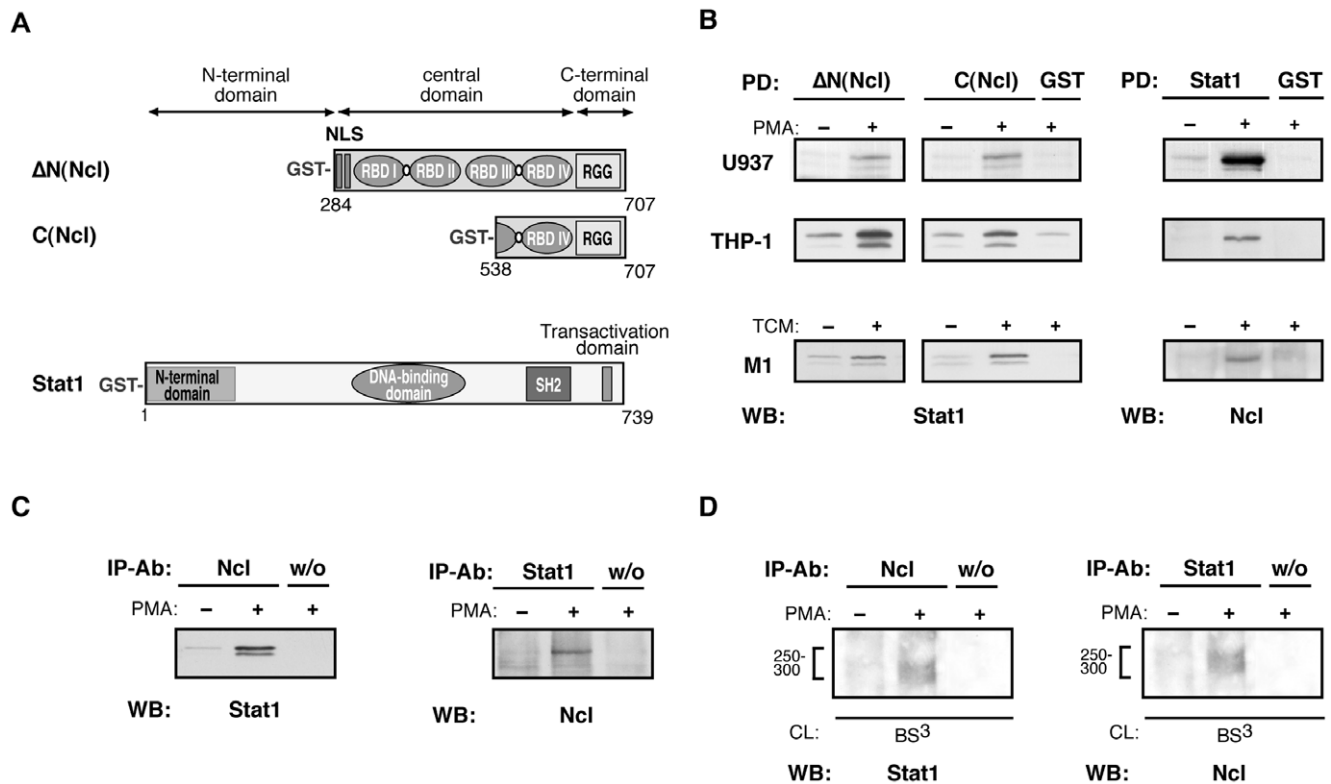 A
N-terminal domain
central domain
C-terminal domain
NLS
ΔN(Ncl)
GST-
RBD I
RBD II
RBD III
RBD IV
RGG
284
707
C(Ncl)
GST-
RBD IV
RGG
538
707
Transactivation domain
Stat1
GST-
N-terminal domain
DNA-binding domain
SH2
1
739
B
PD: ΔN(Ncl) C(Ncl) GST
PD: Stat1 GST
PMA: – + – + +
– + +
U937
THP-1
TCM: – + – + +
– + +
M1
WB: Stat1
WB: Ncl
C
IP-Ab: Ncl w/o
PMA: – + +
WB: Stat1
IP-Ab: Stat1 w/o
PMA: – + +
WB: Ncl
D
IP-Ab: Ncl w/o
PMA: – + +
250-
300
CL: BS3
WB: Stat1
IP-Ab: Stat1 w/o
PMA: – + +
250-
300
CL: BS3
WB: Ncl